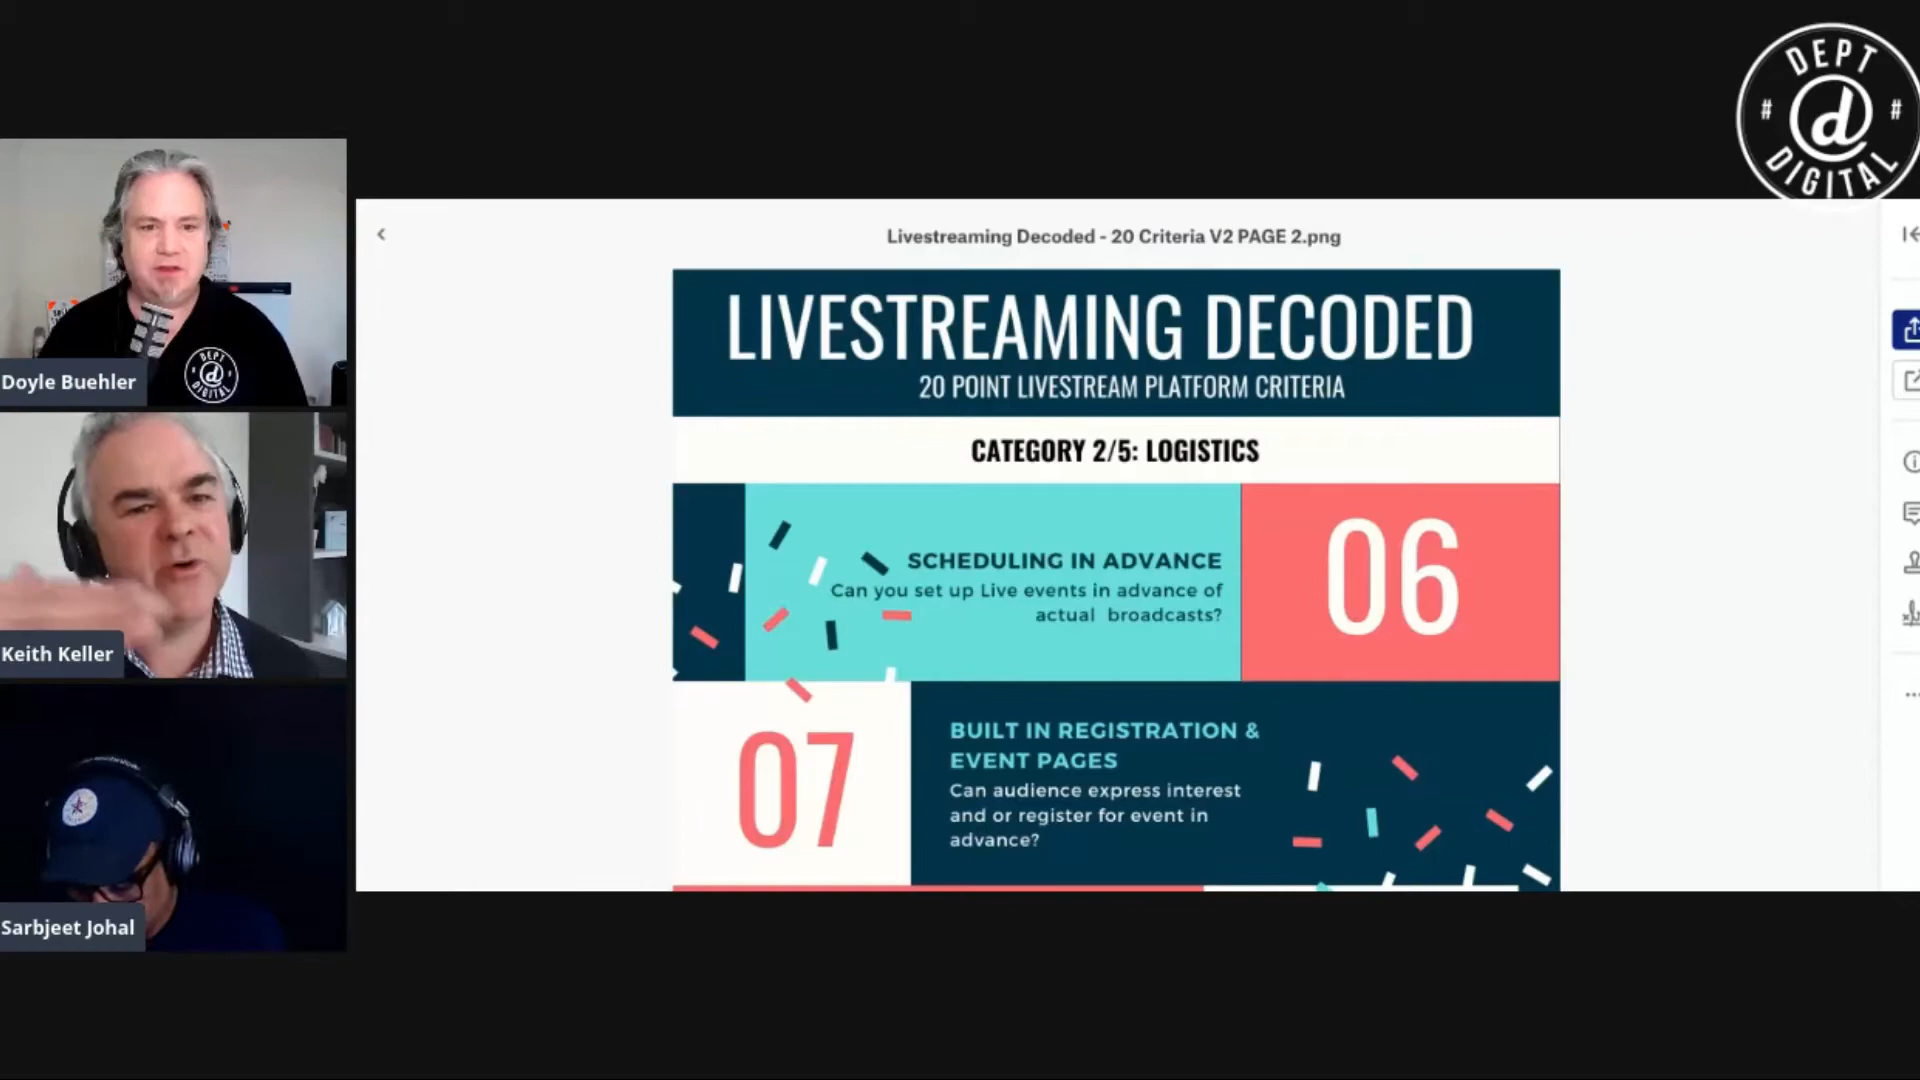 DEPT
# @d #
DIGITAL
Doyle Buehler
DEPT
DIGITAL
Keith Keller
Sarbjeet Johal
Livestreaming Decoded - 20 Criteria V2 PAGE 2.png
LIVESTREAMING DECODED
20 POINT LIVESTREAM PLATFORM CRITERIA
CATEGORY 2/5: LOGISTICS
SCHEDULING IN ADVANCE
Can you set up Live events in advance of
actual broadcasts?
06
07
BUILT IN REGISTRATION &
EVENT PAGES
Can audience express interest
and or register for event in
advance?